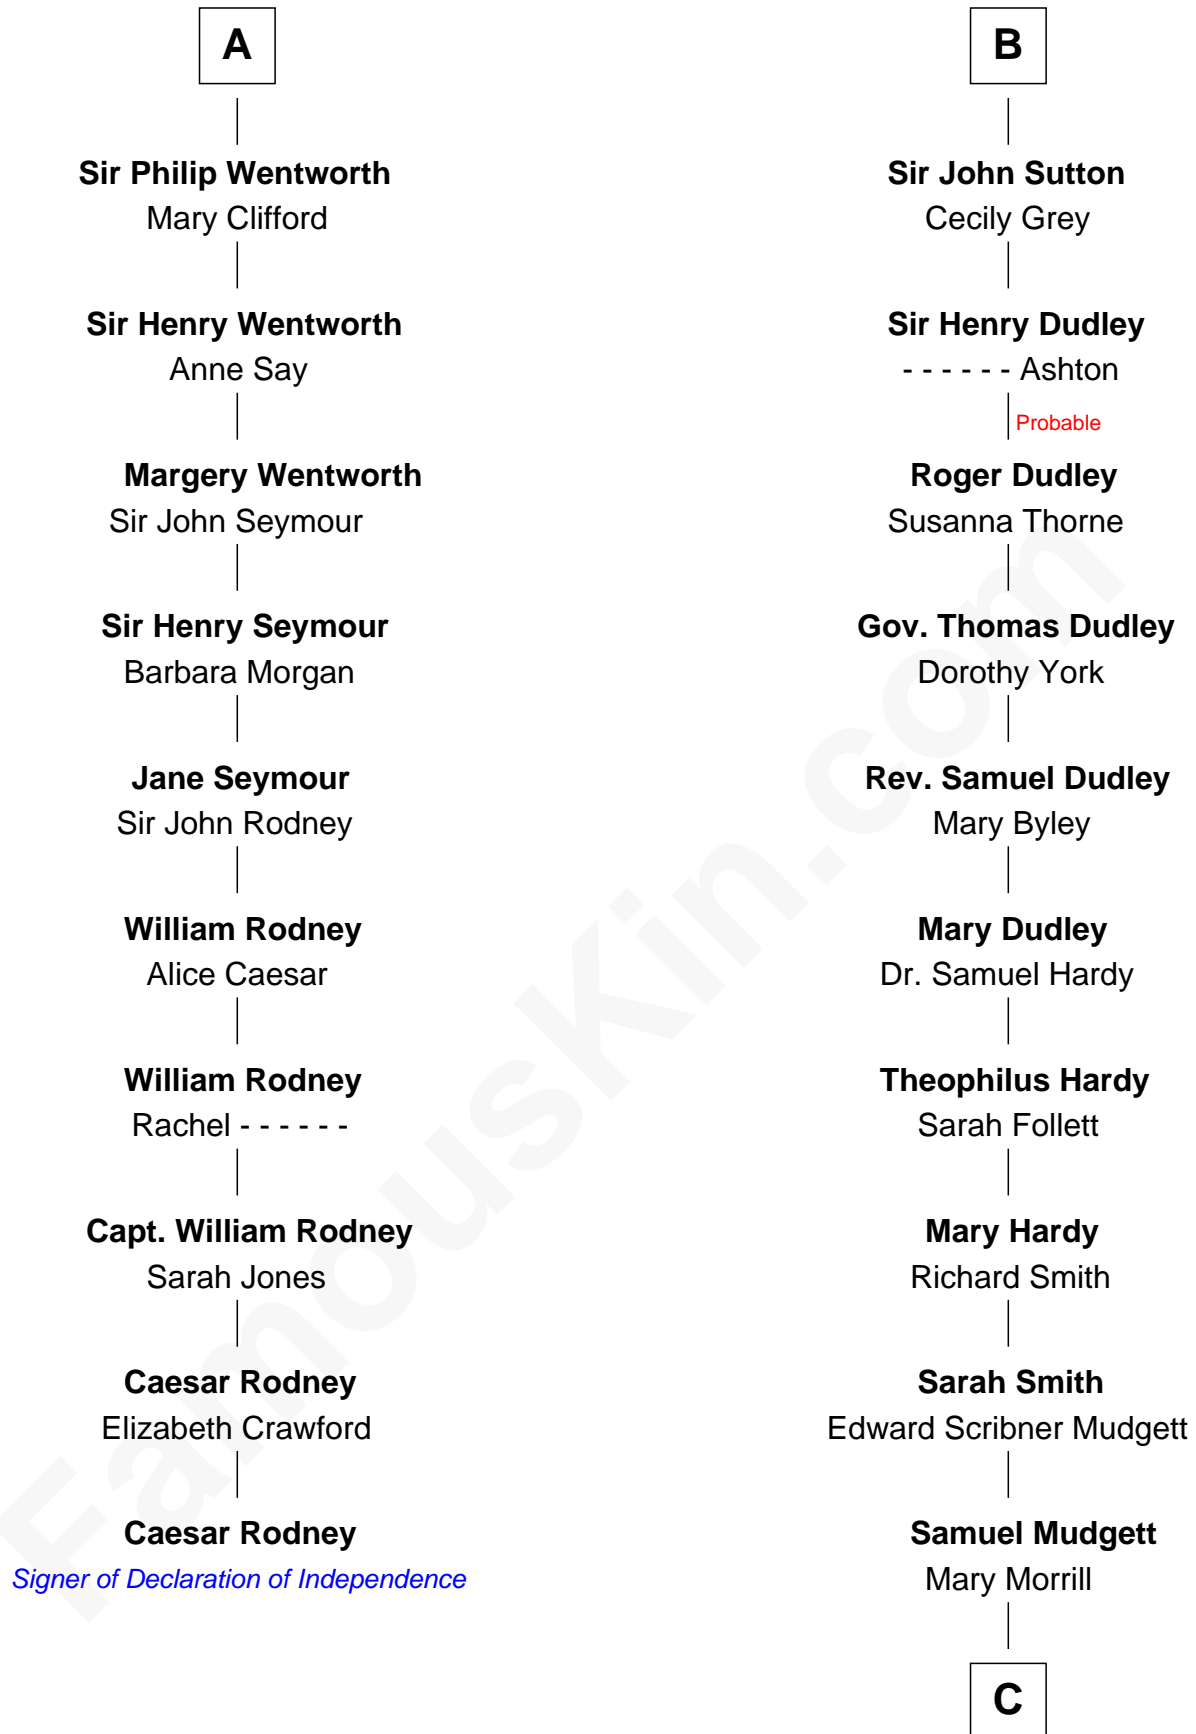 A
Sir Philip Wentworth
Mary Clifford
Sir Henry Wentworth
Anne Say
Margery Wentworth
Sir John Seymour
Sir Henry Seymour
Barbara Morgan
Jane Seymour
Sir John Rodney
William Rodney
Alice Caesar
William Rodney
Rachel - - - - - -
Capt. William Rodney
Sarah Jones
Caesar Rodney
Elizabeth Crawford
Caesar Rodney
Signer of Declaration of Independence
B
Sir John Sutton
Cecily Grey
Sir Henry Dudley
- - - - - - Ashton
Probable
Roger Dudley
Susanna Thorne
Gov. Thomas Dudley
Dorothy York
Rev. Samuel Dudley
Mary Byley
Mary Dudley
Dr. Samuel Hardy
Theophilus Hardy
Sarah Follett
Mary Hardy
Richard Smith
Sarah Smith
Edward Scribner Mudgett
Samuel Mudgett
Mary Morrill
C
FamousKin.com